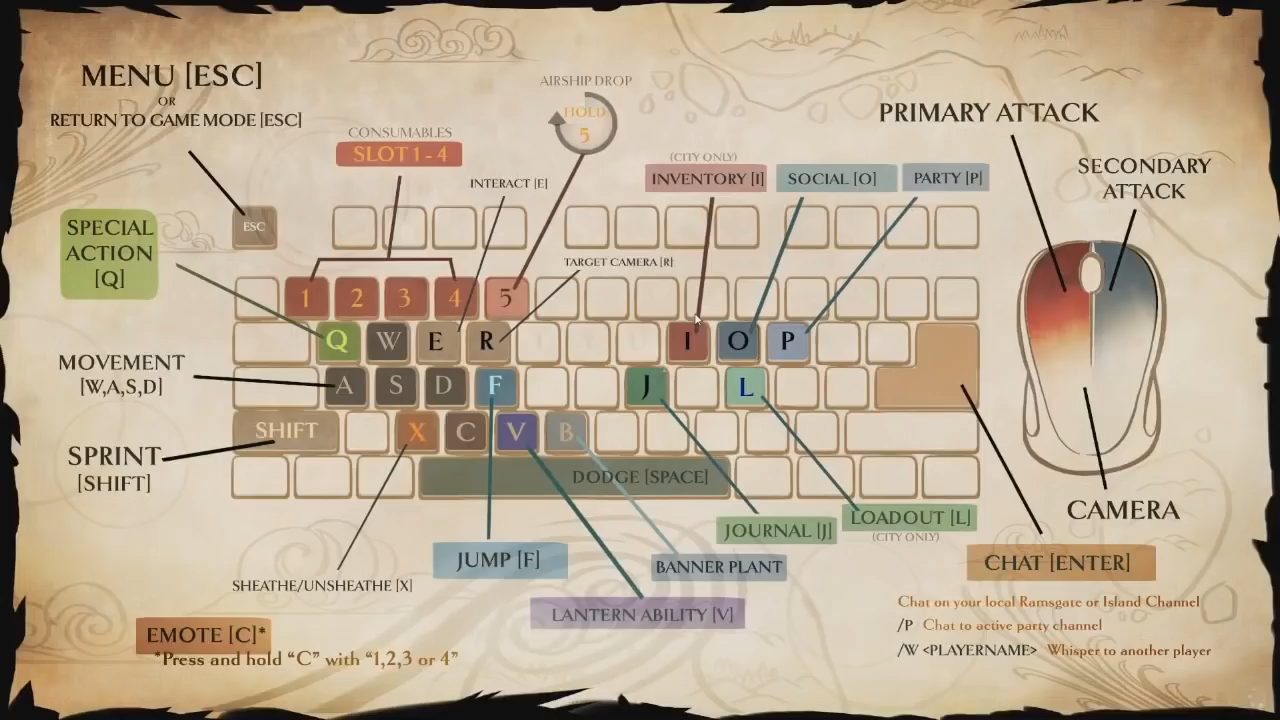 MENU [ESC]
OR
RETURN TO GAME MODE [ESC]
AIRSHIP DROP
HOLD
5
CONSUMABLES
SLOT 1 - 4
INTERACT [E]
(CITY ONLY)
INVENTORY [I]
SOCIAL [O]
PARTY [P]
PRIMARY ATTACK
SECONDARY
ATTACK
SPECIAL
ACTION
[Q]
ESC
TARGET CAMERA [R]
1 2 3 4 5
Q W E R I O P
MOVEMENT
[W,A,S,D]
A S D F J L
SPRINT
[SHIFT]
SHIFT X C V B
DODGE [SPACE]
CAMERA
JOURNAL [J]
LOADOUT [L]
(CITY ONLY)
SHEATHE/UNSHEATHE [X]
JUMP [F]
BANNER PLANT
LANTERN ABILITY [V]
CHAT [ENTER]
Chat on your local Ramsgate or Island Channel
/P Chat to active party channel
/W <PLAYERNAME> Whisper to another player
EMOTE [C]*
*Press and hold “C” with “1,2,3 or 4”